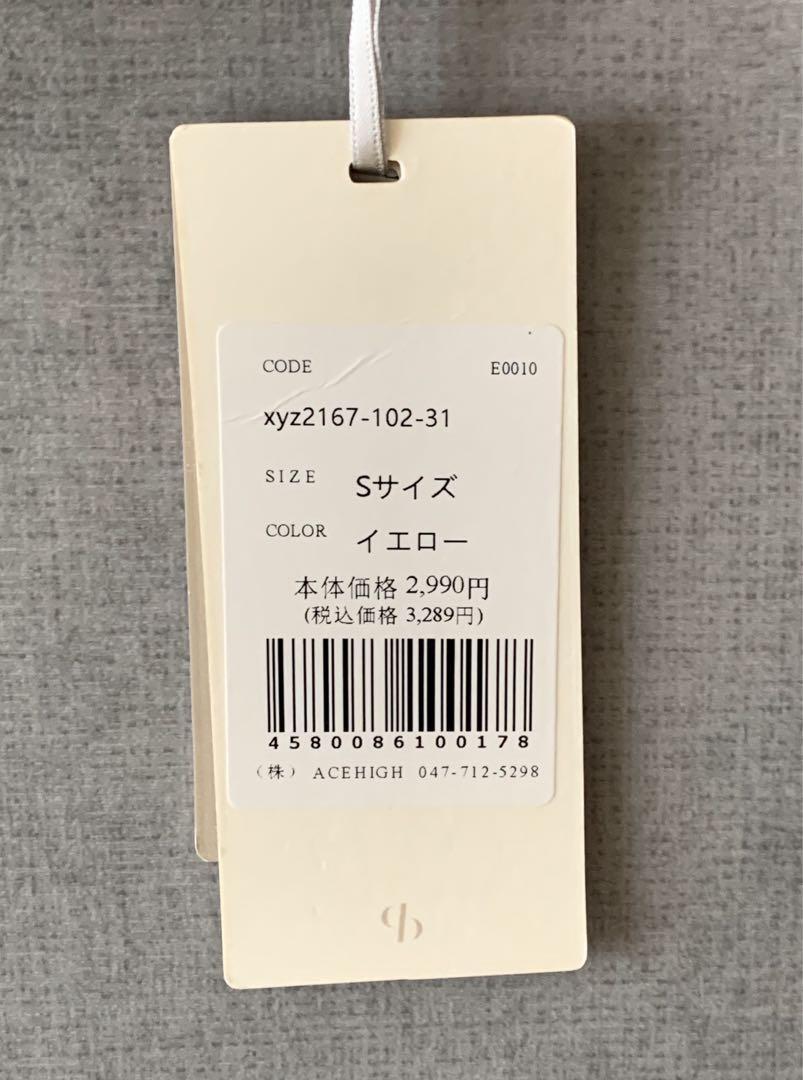 CODE E0010
xyz2167-102-31
SIZE Sサイズ
COLOR イエロー
本体価格 2,990円
(税込価格 3,289円)
4580086100178
(株) ACEHIGH 047-712-5298